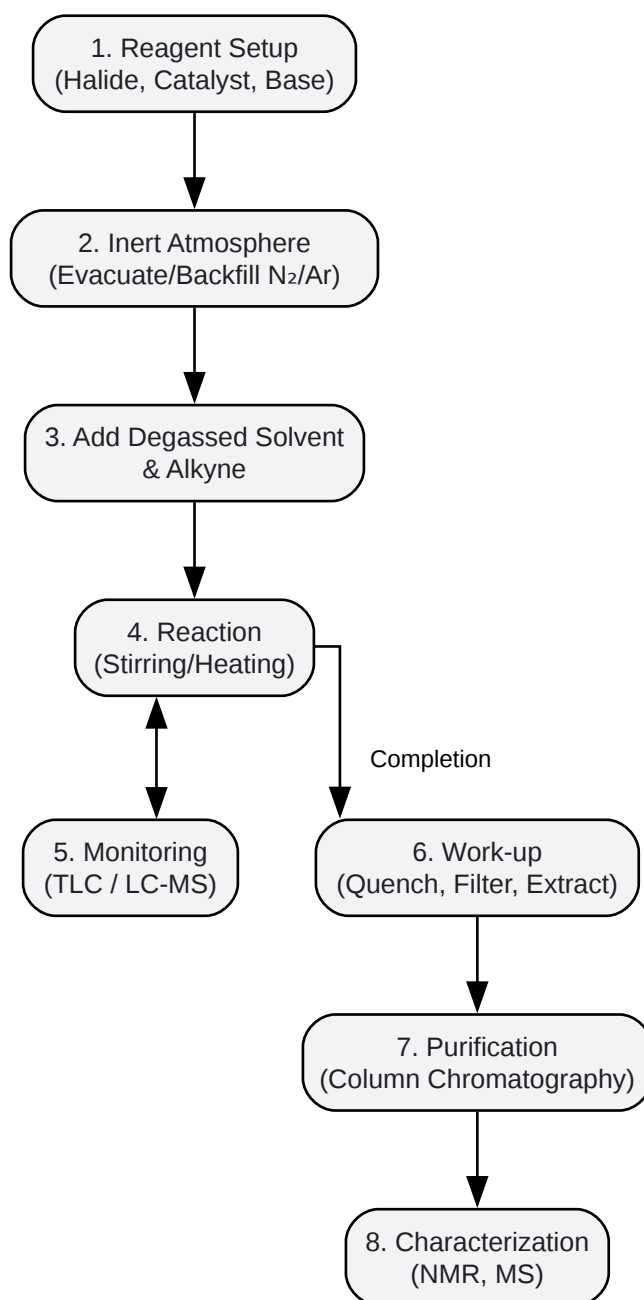 1. Reagent Setup
(Halide, Catalyst, Base)
2. Inert Atmosphere
(Evacuate/Backfill N₂/Ar)
3. Add Degassed Solvent
& Alkyne
4. Reaction
(Stirring/Heating)
Completion
5. Monitoring
(TLC / LC-MS)
6. Work-up
(Quench, Filter, Extract)
7. Purification
(Column Chromatography)
8. Characterization
(NMR, MS)